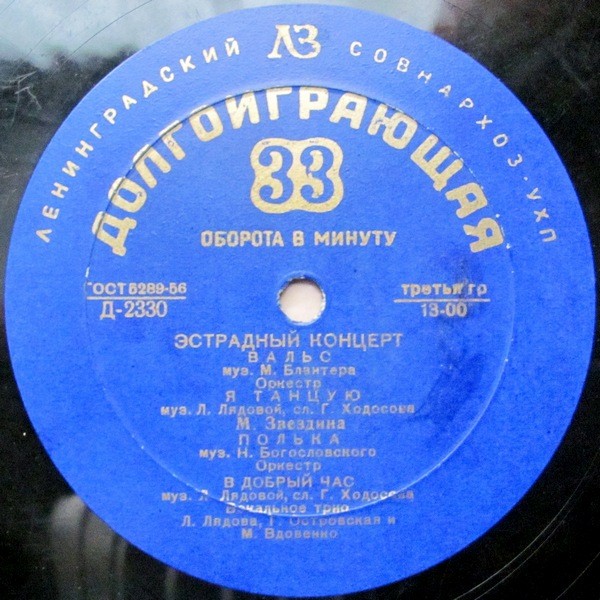 ЛЕНИНГРАДСКИЙ ЛЗ СОВНАРХОЗ·УХП
ДОЛГОИГРАЮЩАЯ
33
ОБОРОТА В МИНУТУ
ГОСТ 5289-56
Д-2330
третья гр
13-00
ЭСТРАДНЫЙ КОНЦЕРТ
ВАЛЬС
муз. М. Блантера
Оркестр
Я ТАНЦУЮ
муз. Л. Лядовой, сл. Г. Ходосова
М. Звездина
ПОЛЬКА
муз. Н. Богословского
Оркестр
В ДОБРЫЙ ЧАС
муз. Л. Лядовой, сл. Г. Ходосова
Вокальное трио
Л. Лядова, Г. Островская и
М. Вдовенко